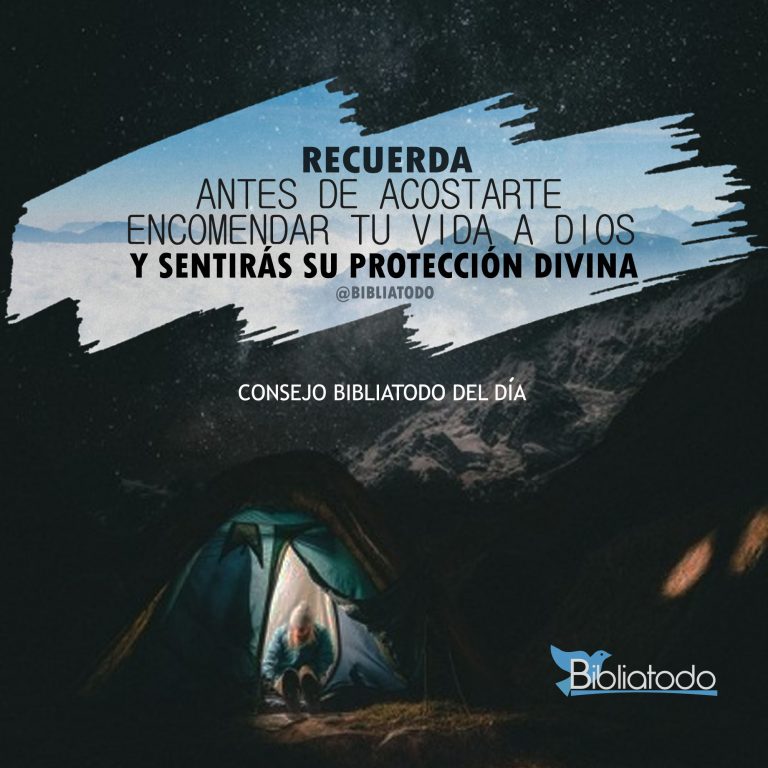 RECUERDA
ANTES DE ACOSTARTE
ENCOMENDAR TU VIDA A DIOS
Y SENTIRÁS SU PROTECCIÓN DIVINA
@BIBLIATODO
CONSEJO BIBLIATODO DEL DÍA
Bibliatodo